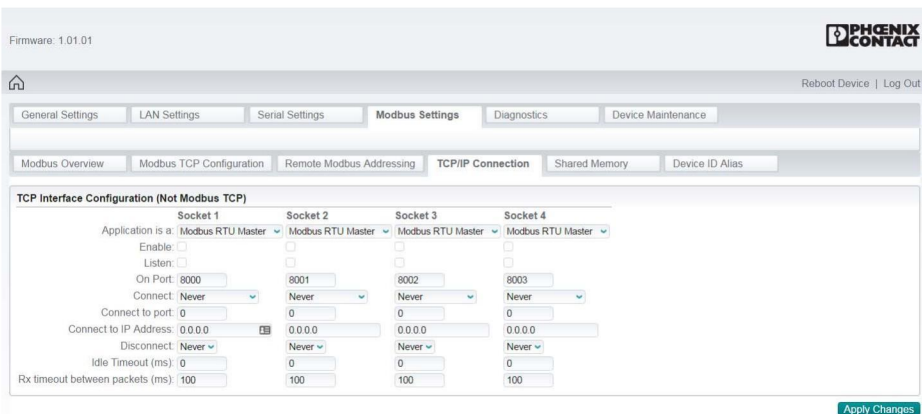 PHŒNIX
CONTACT
Firmware: 1.01.01
Reboot Device | Log Out
General Settings LAN Settings Serial Settings Modbus Settings Diagnostics Device Maintenance
Modbus Overview Modbus TCP Configuration Remote Modbus Addressing TCP/IP Connection Shared Memory Device ID Alias
TCP Interface Configuration (Not Modbus TCP)
Socket 1 Socket 2 Socket 3 Socket 4
Application is a: Modbus RTU Master Modbus RTU Master Modbus RTU Master Modbus RTU Master
Enable:
Listen:
On Port: 8000 8001 8002 8003
Connect: Never Never Never Never
Connect to port: 0 0 0 0
Connect to IP Address: 0.0.0.0 0.0.0.0 0.0.0.0 0.0.0.0
Disconnect: Never Never Never Never
Idle Timeout (ms): 0 0 0 0
Rx timeout between packets (ms): 100 100 100 100
Apply Changes